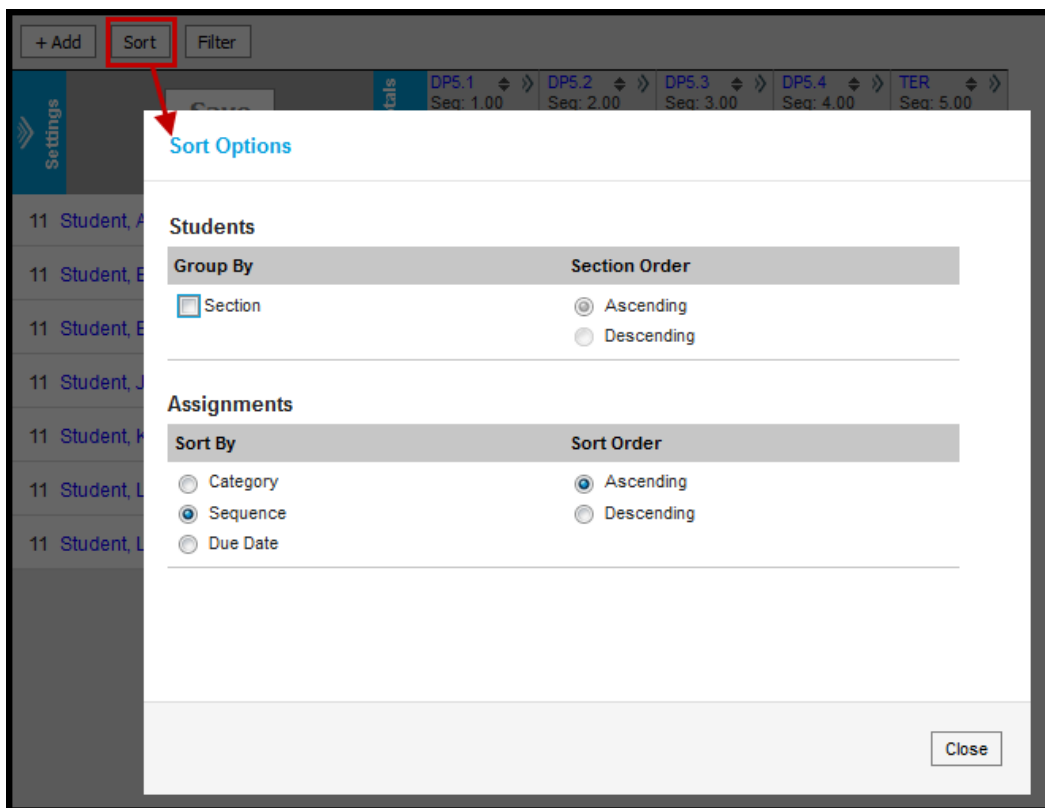 + Add Sort Filter
Settings
Save
tals
DP5.1 DP5.2 DP5.3 DP5.4 TER
Seq: 1.00 Seq: 2.00 Seq: 3.00 Seq: 4.00 Seq: 5.00
Sort Options
11 Student, A
11 Student, E
11 Student, E
11 Student, J
11 Student, K
11 Student, L
11 Student, L
Students
Group By Section Order
Section Ascending
Descending
Assignments
Sort By Sort Order
Category Ascending
Sequence Descending
Due Date
Close